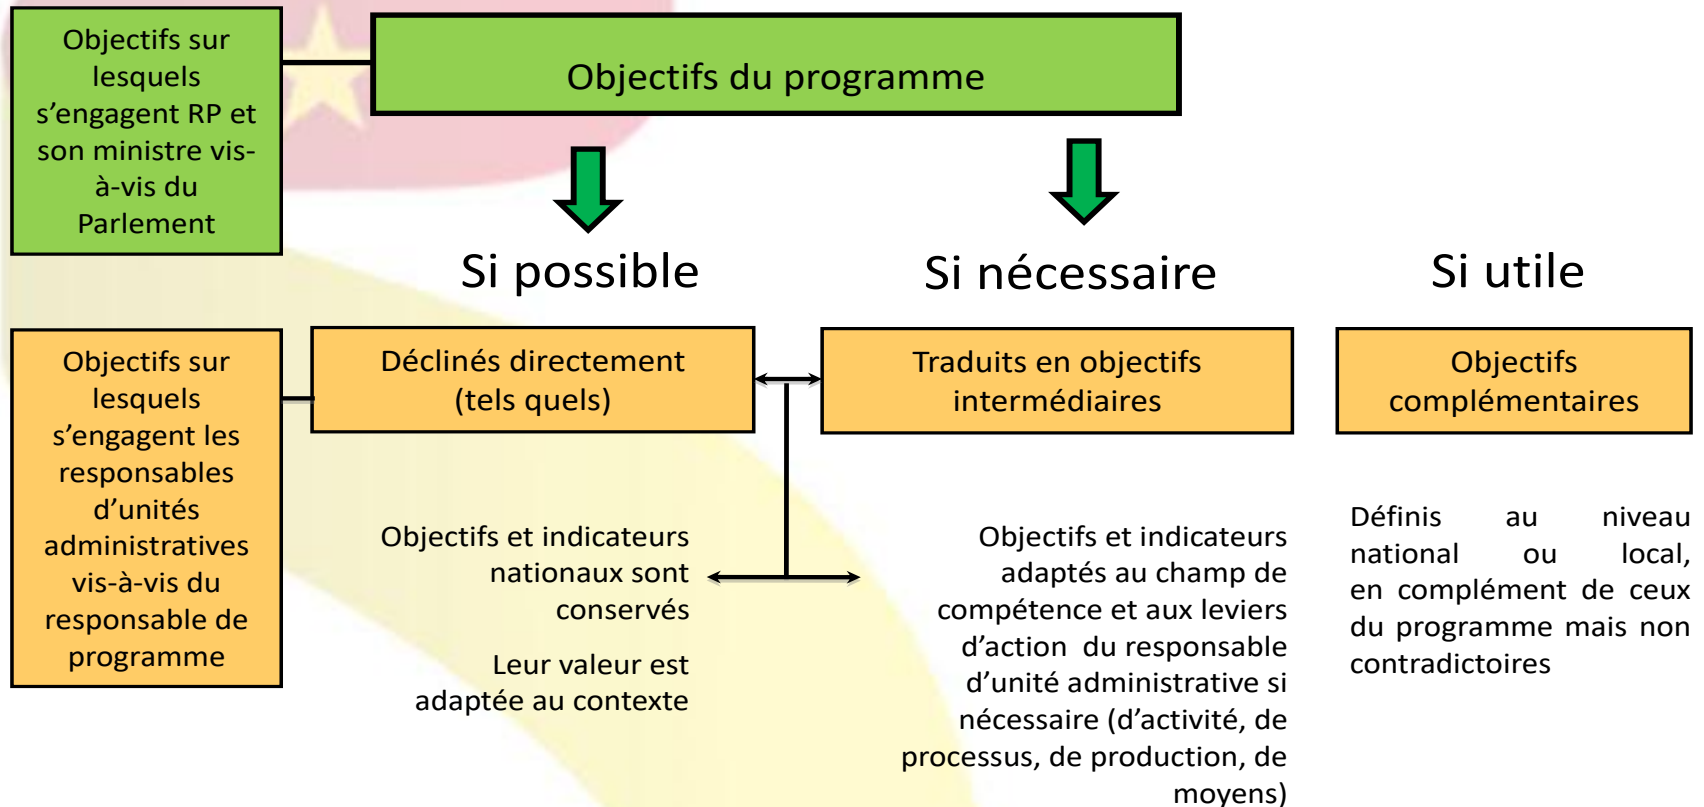 Objectifs sur
lesquels
s’engagent RP et
son ministre vis-
à-vis du
Parlement
Objectifs du programme
Si possible
Si nécessaire
Si utile
Objectifs sur
lesquels
s’engagent les
responsables
d’unités
administratives
vis-à-vis du
responsable de
programme
Déclinés directement
(tels quels)
Traduits en objectifs
intermédiaires
Objectifs
complémentaires
Objectifs et indicateurs
nationaux sont
conservés
Leur valeur est
adaptée au contexte
Objectifs et indicateurs
adaptés au champ de
compétence et aux leviers
d’action du responsable
d’unité administrative si
nécessaire (d’activité, de
processus, de production, de
moyens)
Définis au niveau
national ou local,
en complément de ceux
du programme mais non
contradictoires